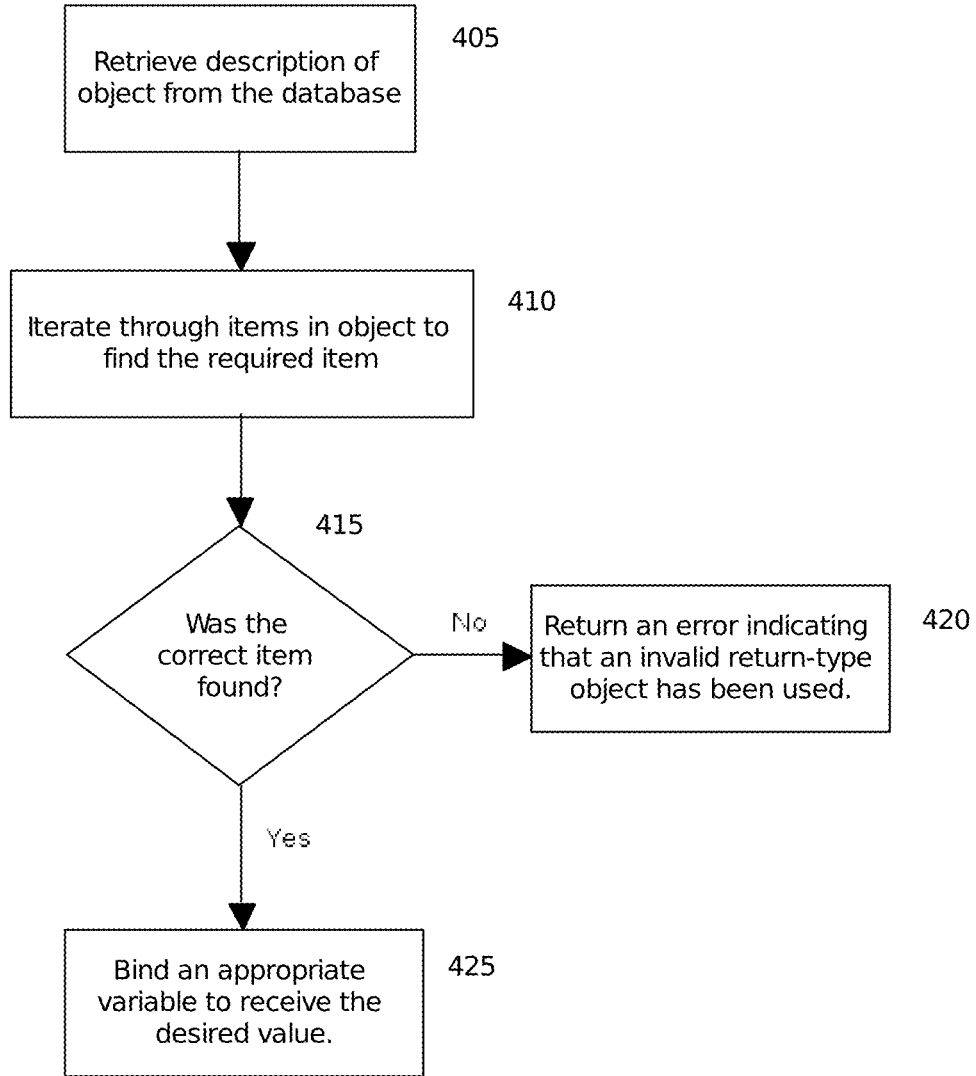 405
Retrieve description of
object from the database
410
Iterate through items in object to
find the required item
415
Was the
correct item
found?
No
Return an error indicating
that an invalid return-type
object has been used.
420
Yes
Bind an appropriate
variable to receive the
desired value.
425